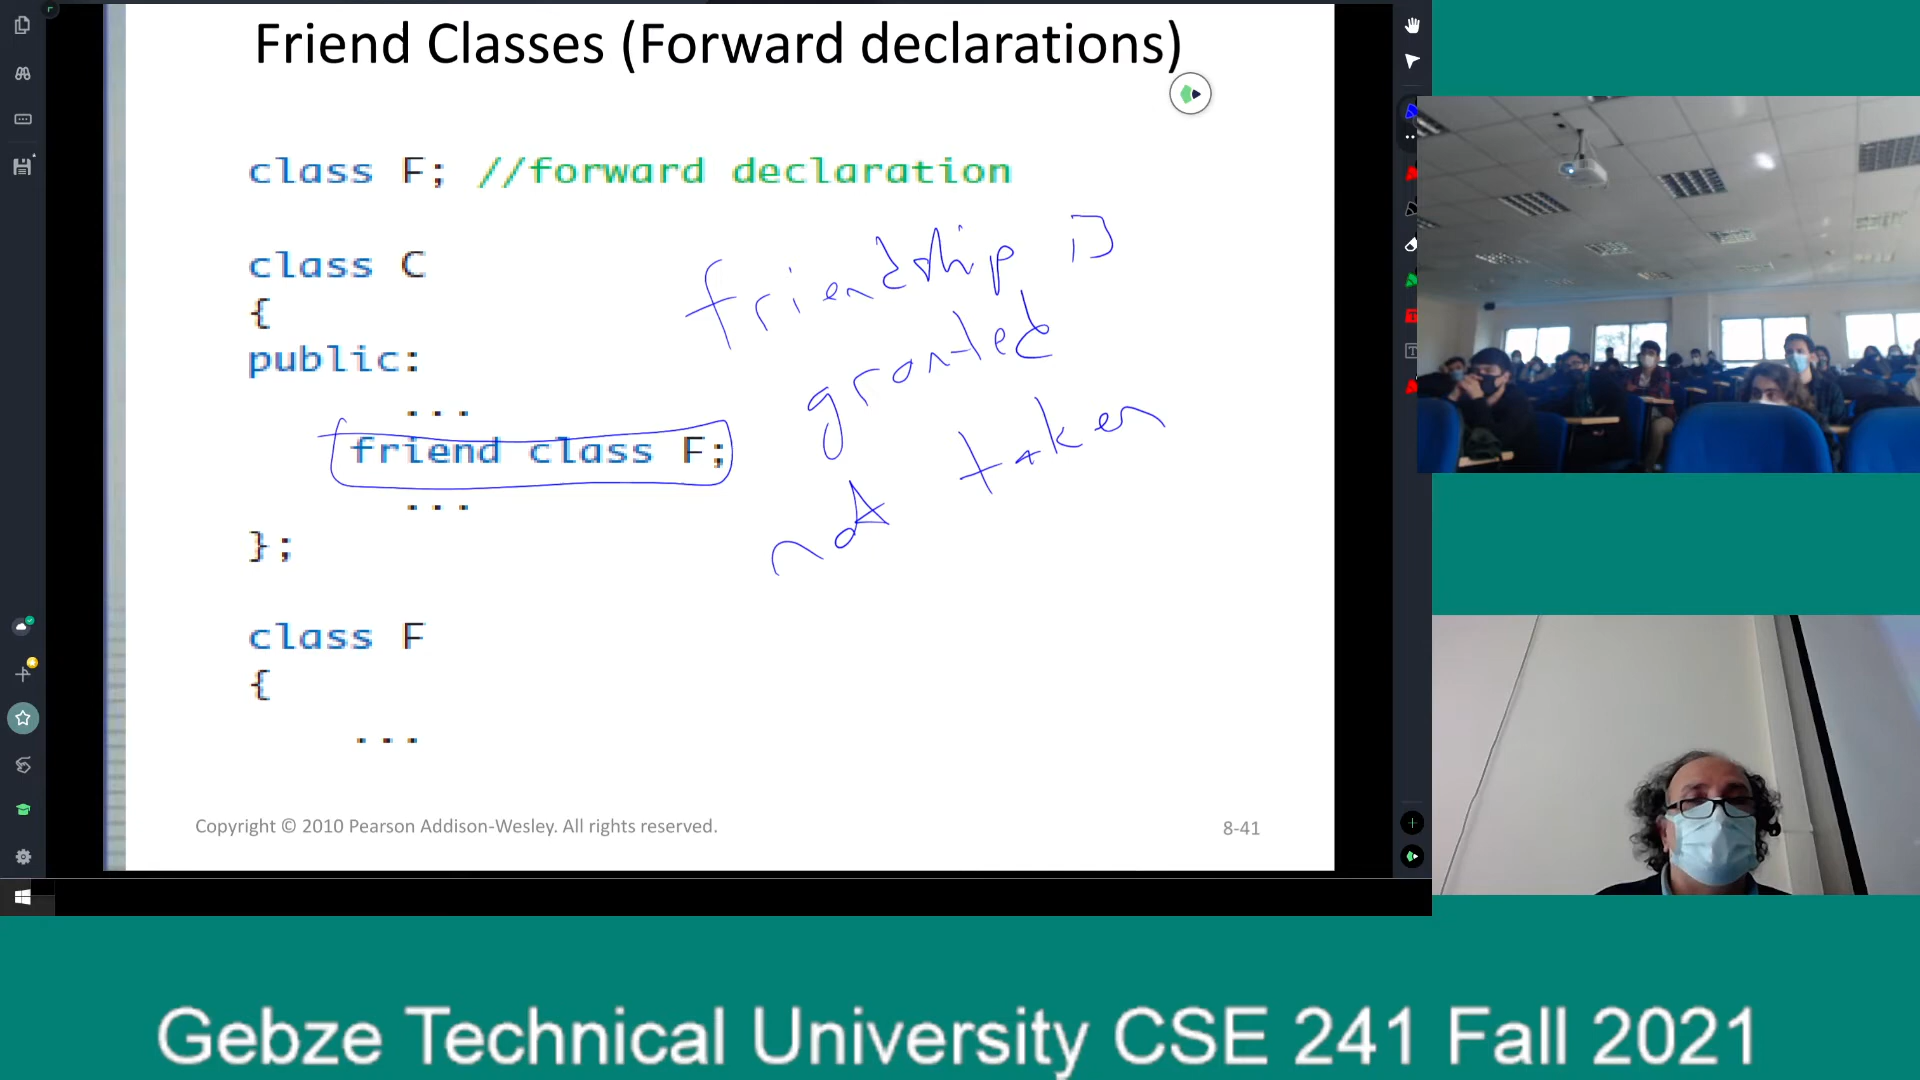 Friend Classes (Forward declarations)
class F; //forward declaration
class C
{
public:
...
friend class F;
...
};
class F
{
...
friendship is
granted
not taken
Copyright © 2010 Pearson Addison-Wesley. All rights reserved.
8-41
Gebze Technical University CSE 241 Fall 2021